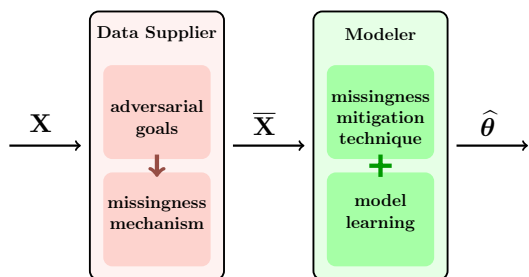 Data Supplier
Modeler
adversarial
goals
missingness
mechanism
missingness
mitigation
technique
+
model
learning
X
X̅
θ̂